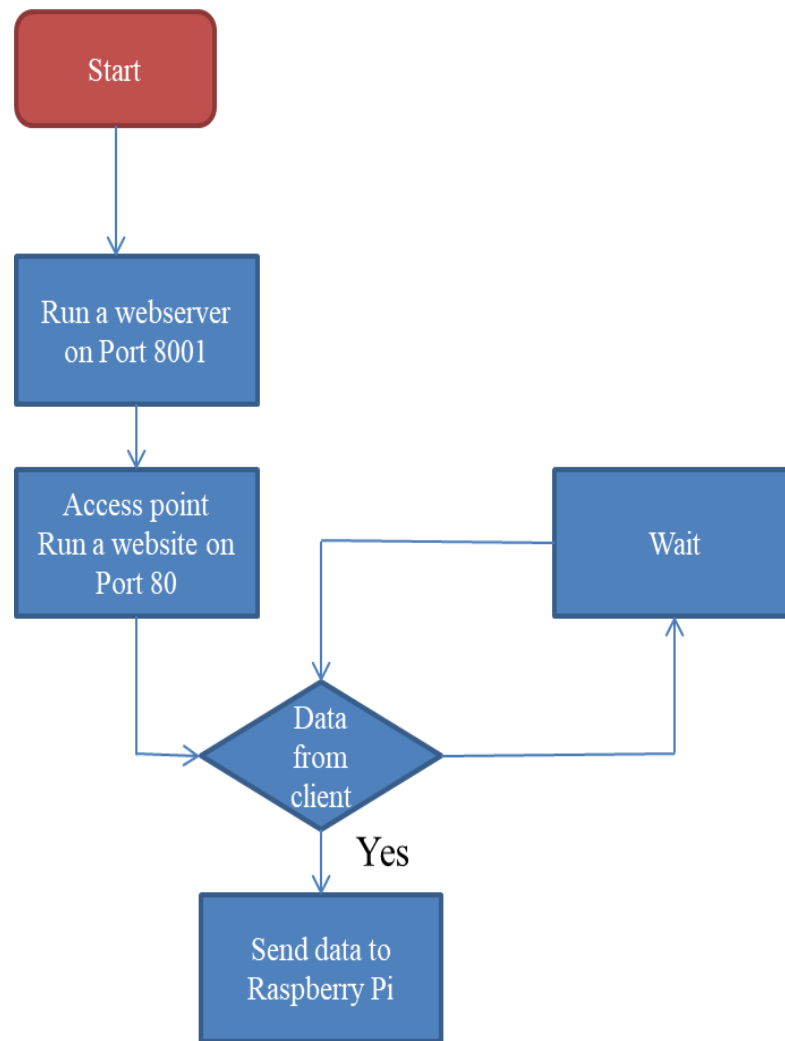 Start
Run a webserver
on Port 8001
Access point
Run a website on
Port 80
Wait
Data
from
client
Yes
Send data to
Raspberry Pi